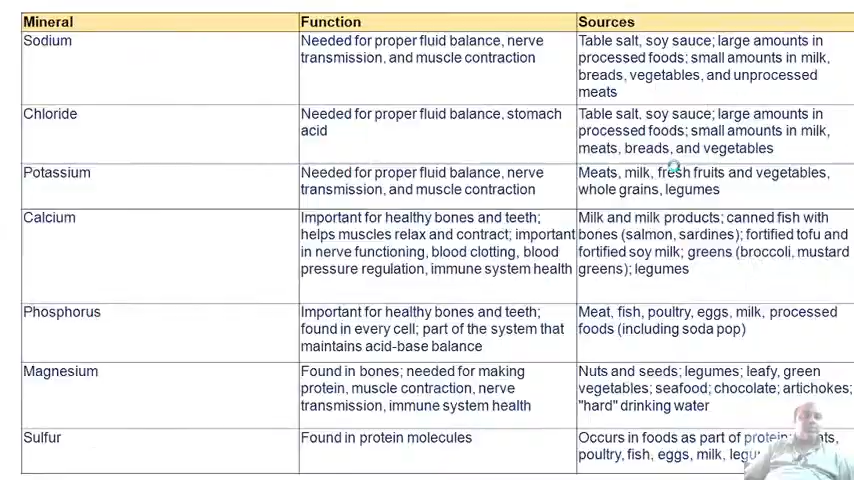 Mineral Function Sources
Sodium
Needed for proper fluid balance, nerve
transmission, and muscle contraction
Table salt, soy sauce; large amounts in
processed foods; small amounts in milk,
breads, vegetables, and unprocessed
meats
Chloride
Needed for proper fluid balance, stomach
acid
Table salt, soy sauce; large amounts in
processed foods; small amounts in milk,
meats, breads, and vegetables
Potassium
Needed for proper fluid balance, nerve
transmission, and muscle contraction
Meats, milk, fresh fruits and vegetables,
whole grains, legumes
Calcium
Important for healthy bones and teeth;
helps muscles relax and contract; important
in nerve functioning, blood clotting, blood
pressure regulation, immune system health
Milk and milk products; canned fish with
bones (salmon, sardines); fortified tofu and
fortified soy milk; greens (broccoli, mustard
greens); legumes
Phosphorus
Important for healthy bones and teeth;
found in every cell; part of the system that
maintains acid-base balance
Meat, fish, poultry, eggs, milk, processed
foods (including soda pop)
Magnesium
Found in bones; needed for making
protein, muscle contraction, nerve
transmission, immune system health
Nuts and seeds; legumes; leafy, green
vegetables; seafood; chocolate; artichokes;
"hard" drinking water
Sulfur
Found in protein molecules
Occurs in foods as part of protein:
poultry, fish, eggs, milk,